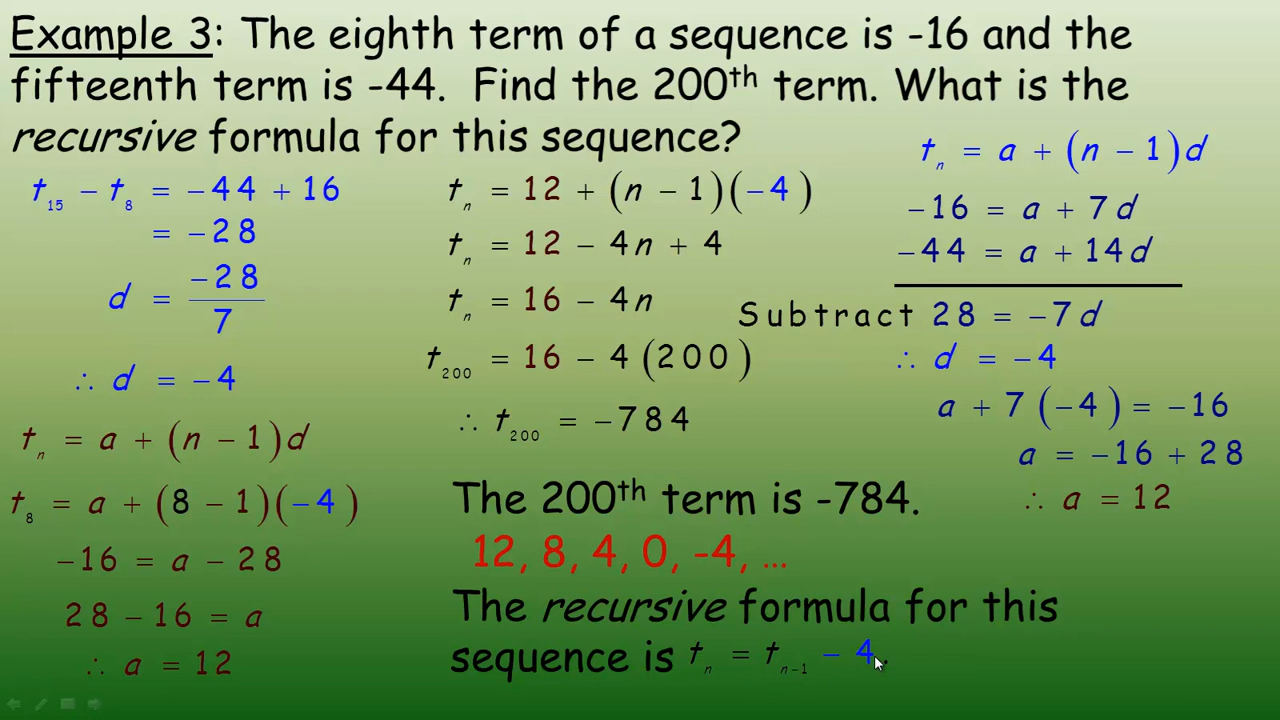 Example 3: The eighth term of a sequence is -16 and the
fifteenth term is -44. Find the 200th term. What is the
recursive formula for this sequence?
t₁₅ − t₈ = −44 + 16
= −28
d = −28/7
∴ d = −4
tₙ = a + (n − 1)d
t₈ = a + (8 − 1)(−4)
−16 = a − 28
28 − 16 = a
∴ a = 12
tₙ = 12 + (n − 1)(−4)
tₙ = 12 − 4n + 4
tₙ = 16 − 4n
t₂₀₀ = 16 − 4(200)
∴ t₂₀₀ = −784
The 200th term is -784.
12, 8, 4, 0, -4, …
The recursive formula for this
sequence is tₙ = tₙ₋₁ − 4.
tₙ = a + (n − 1)d
−16 = a + 7d
−44 = a + 14d
Subtract 28 = −7d
∴ d = −4
a + 7(−4) = −16
a = −16 + 28
∴ a = 12